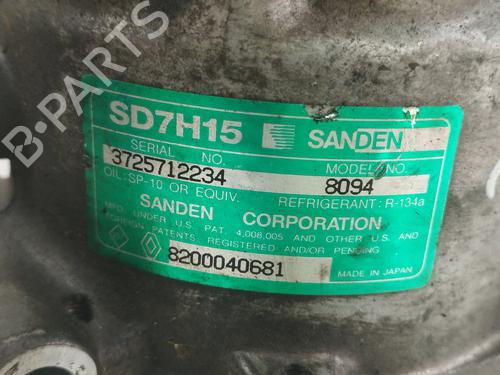 B-PARTS
SD7H15 SANDEN
SERIAL NO. MODEL NO.
3725712234 8094
OIL: SP-10 OR EQUIV. REFRIGERANT: R-134a
SANDEN CORPORATION
MFD. UNDER U.S. PAT. 4,008,005 AND OTHER U.S. AND
FOREIGN PATENTS, REGISTERED AND/OR PENDING
8200040681
MADE IN JAPAN